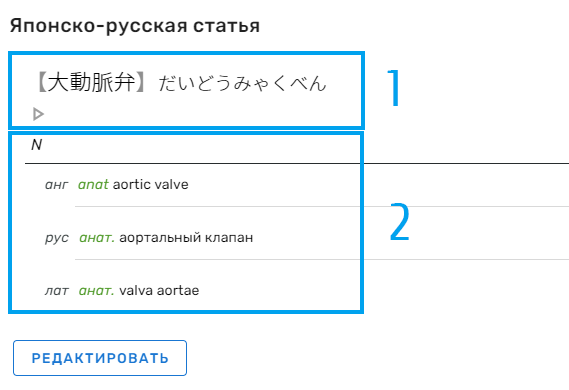 Японско-русская статья
【大動脈弁】だいどうみゃくべん
1
N
анг anat aortic valve
2
рус анат. аортальный клапан
лат анат. valva aortae
РЕДАКТИРОВАТЬ